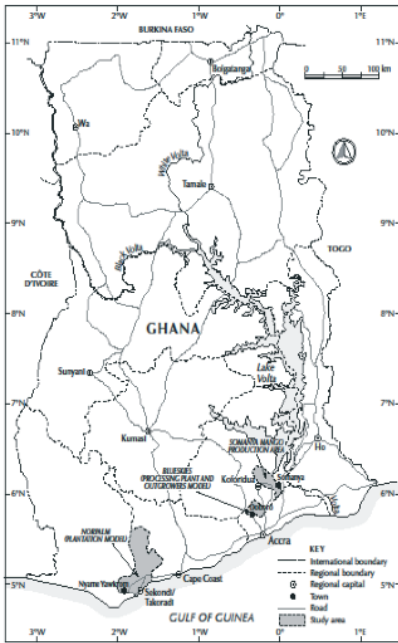 3°W 2°W 1°W 0° 1°E
BURKINA FASO
11°N 11°N
Bolgatanga
0 50 100 km
Wa
10°N 10°N
White Volta
Tamale
9°N 9°N
Black Volta
TOGO
CÔTE
D'IVOIRE
8°N 8°N
GHANA
Sunyani
Lake
Volta
7°N 7°N
Kumasi
SOMANYA MANGO
PRODUCTION AREA
Ho
BLUESKIES
(PROCESSING PLANT AND
OUTGROWERS MODEL)
Koforidua
Somanya
6°N 6°N
Volta
NORPALM
(PLANTATION MODEL)
Accra
Cape Coast
Nyame Yawkrom
5°N 5°N
Sekondi/
Takoradi
GULF OF GUINEA
KEY
International boundary
Regional boundary
Regional capital
Town
Road
Study area
3°W 2°W 1°W 0° 1°E